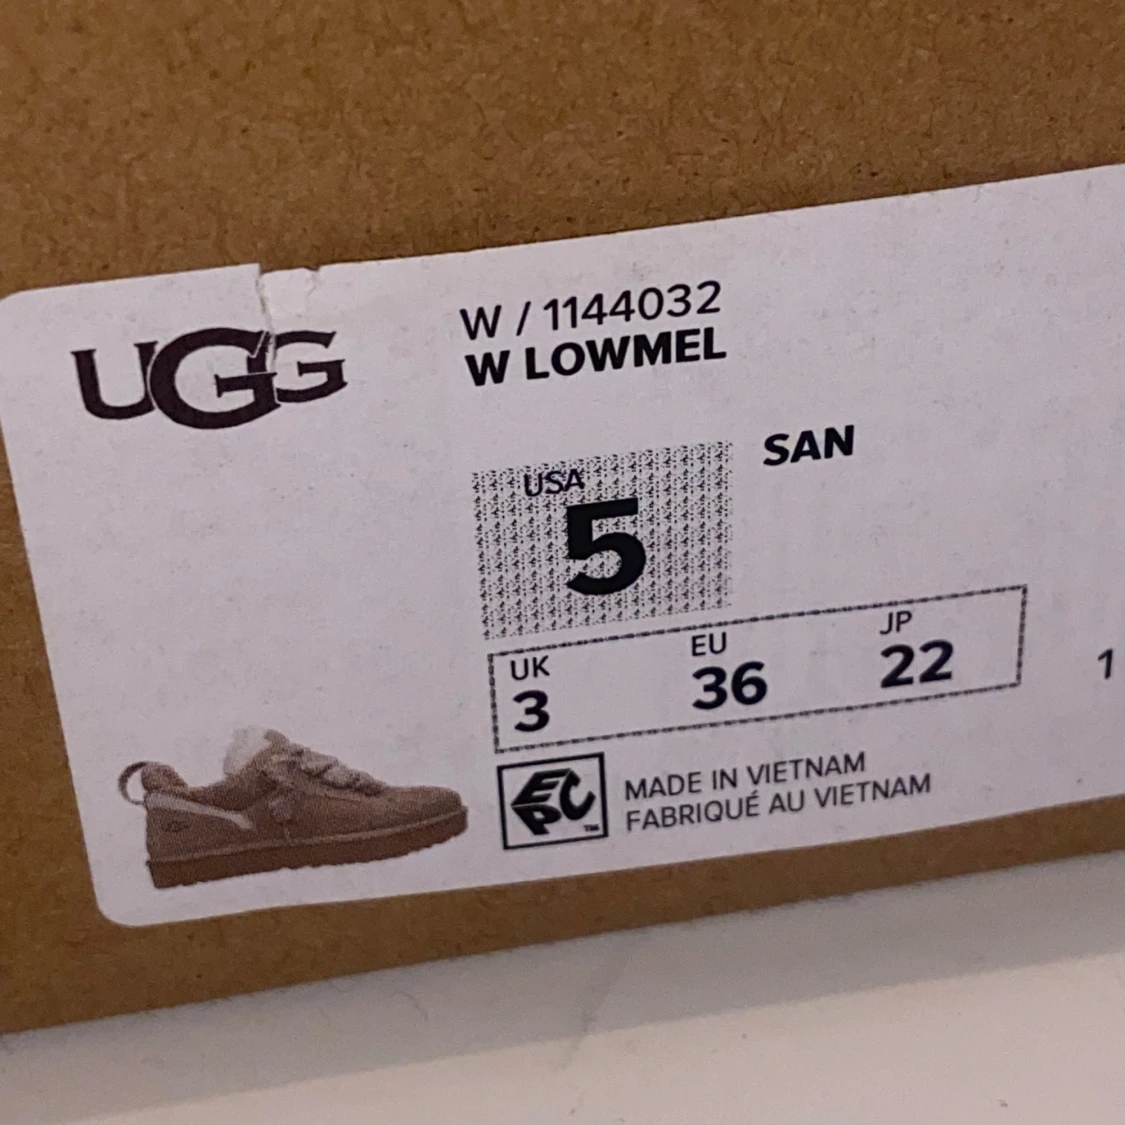 UGG
W / 1144032
W LOWMEL
SAN
USA
5
UK EU JP
3 36 22
1
EPC™
MADE IN VIETNAM
FABRIQUÉ AU VIETNAM